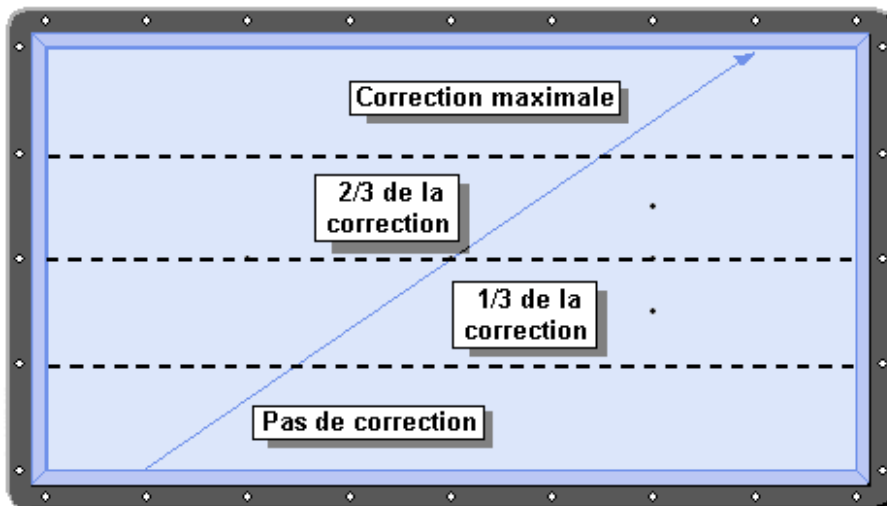 Correction maximale
2/3 de la
correction
1/3 de la
correction
Pas de correction